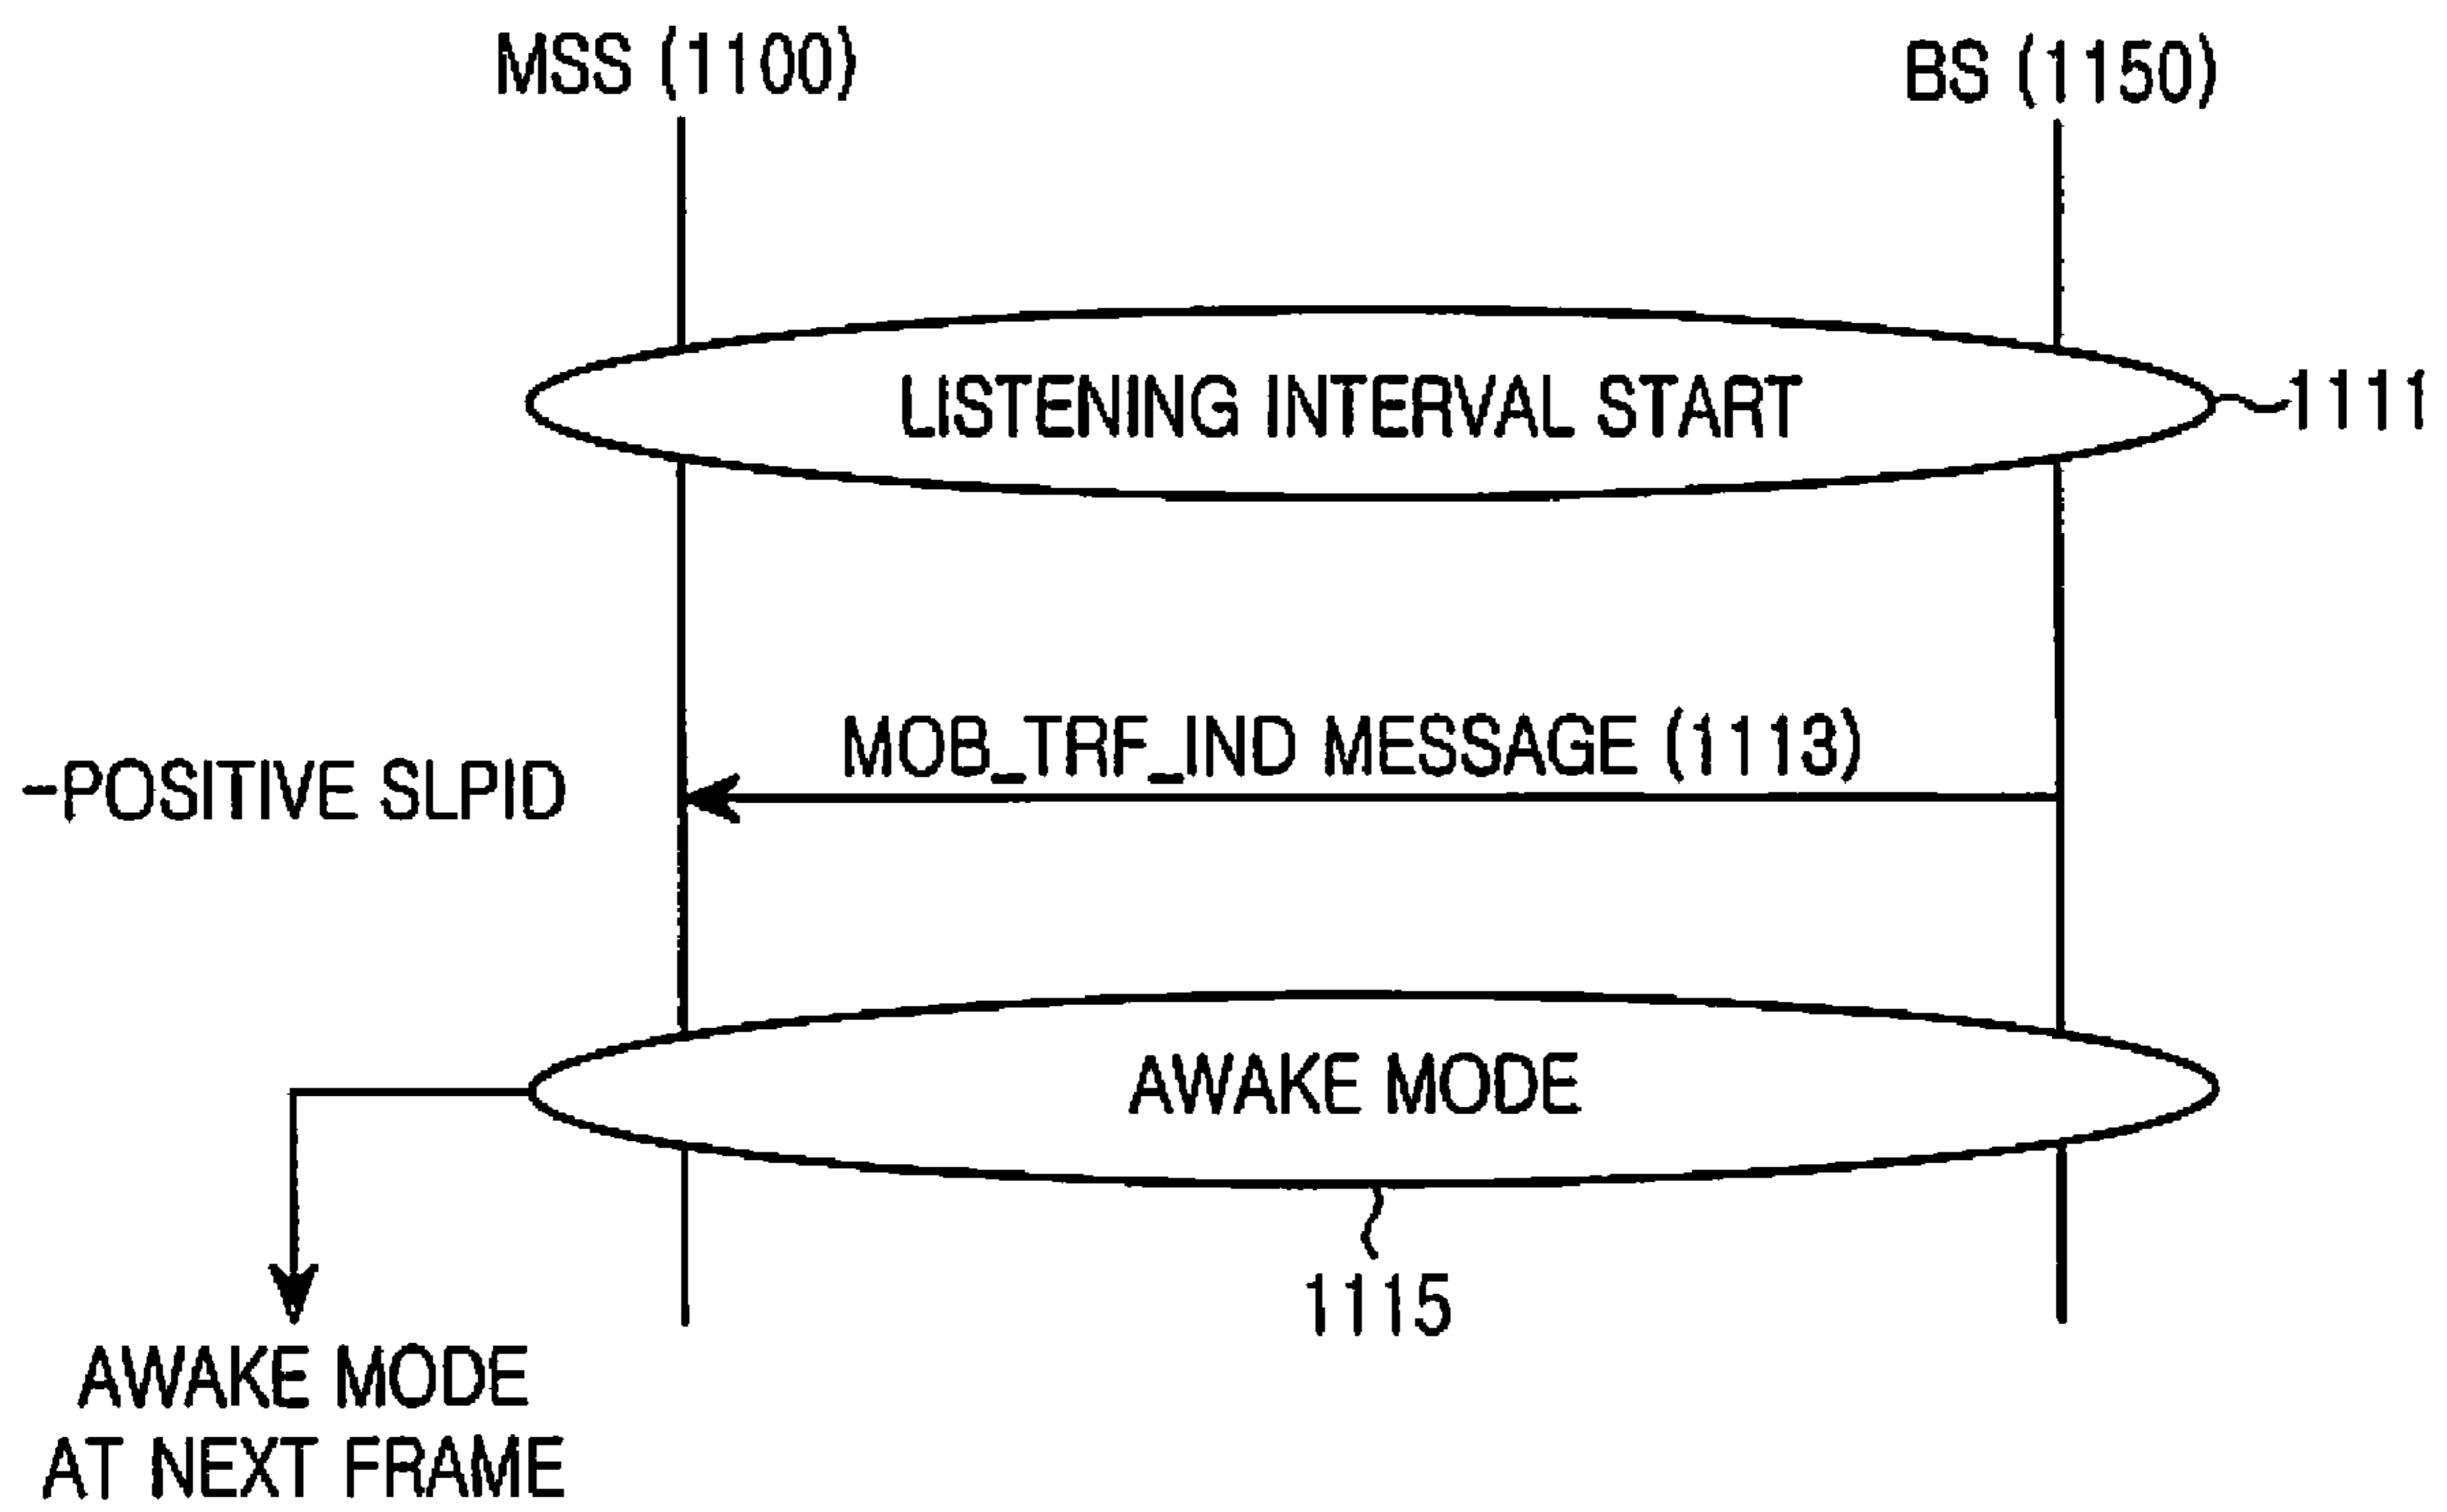 MSS (1100)
BS (1150)
LISTENING INTERVAL START
1111
MOB_TRF_IND MESSAGE (1113)
-POSITIVE SLPID
AWAKE MODE
1115
AWAKE MODE
AT NEXT FRAME